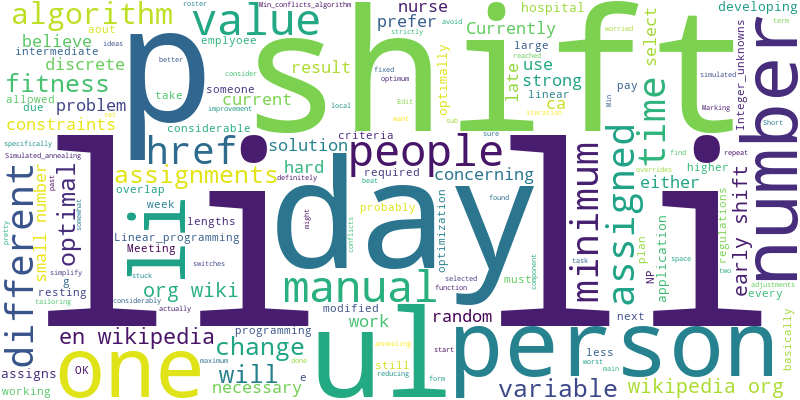 roster
Min_conflicts_algorithm
nurse
hospital
developing
algorithm
aout
value
prefer
avoid
strictly
worried
term
ideas
believe
intermediate
emplyoee
Currently
large
select
better
consider
fixed
optimum
reached
simulated
discrete
p
shift
number
fitness
result
optimally
use
strong
late
time
Integer_unknowns
allowed
due
problem
take
someone
current
local
Edit
want
sub
linear
ca
pay
Min
Marking
Short
improvement
iteration
constraints
considerable
href
solution
criteria
sure
specifically
set
people
hard
required
concerning
overrides
find
repeat
Simulated_annealing
assignments
definitely
probably
beat
higher
different
small number
optimal
past
somewhat
overlap
week
li
lengths
li li
day
might
conflicts
optimization
found
either
minimum
assigned
plan
application
regulations
early shift
two
space
pretty
Linear_programming
Meeting
switches
stuck
g
resting
simplify
tailoring
org wiki
manual
selected
function
must
component
task
NP
every
adjustments
basically
considerably
actually
modified
random
en wikipedia
programming
work
next
one
change
ul
person
assigns
OK
will
e
start
still
annealing
less
worst
main
working
necessary
maximum
done
reducing
form
variable
wikipedia org